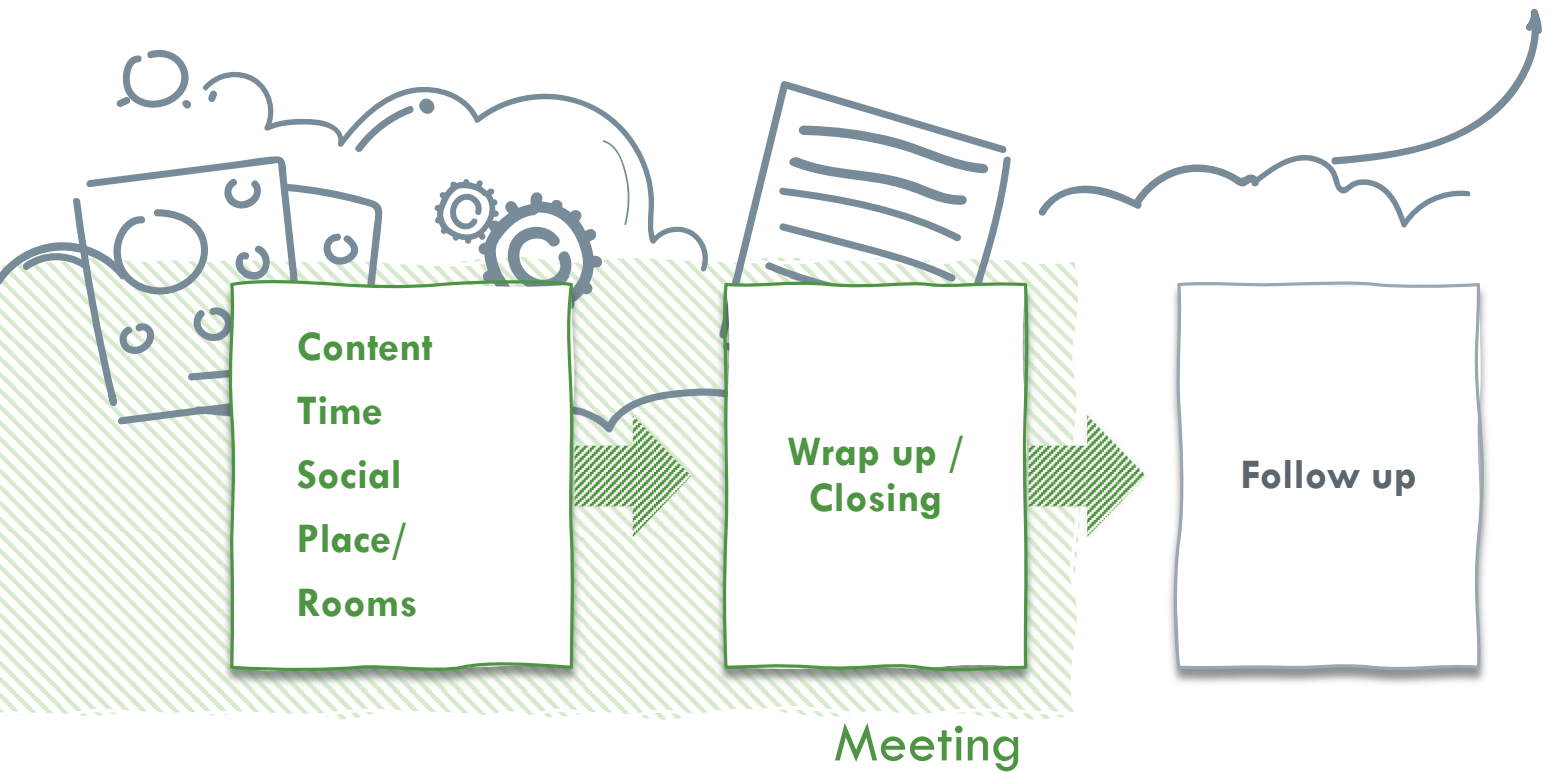 Content
Time
Social
Place/
Rooms
Wrap up /
Closing
Follow up
Meeting